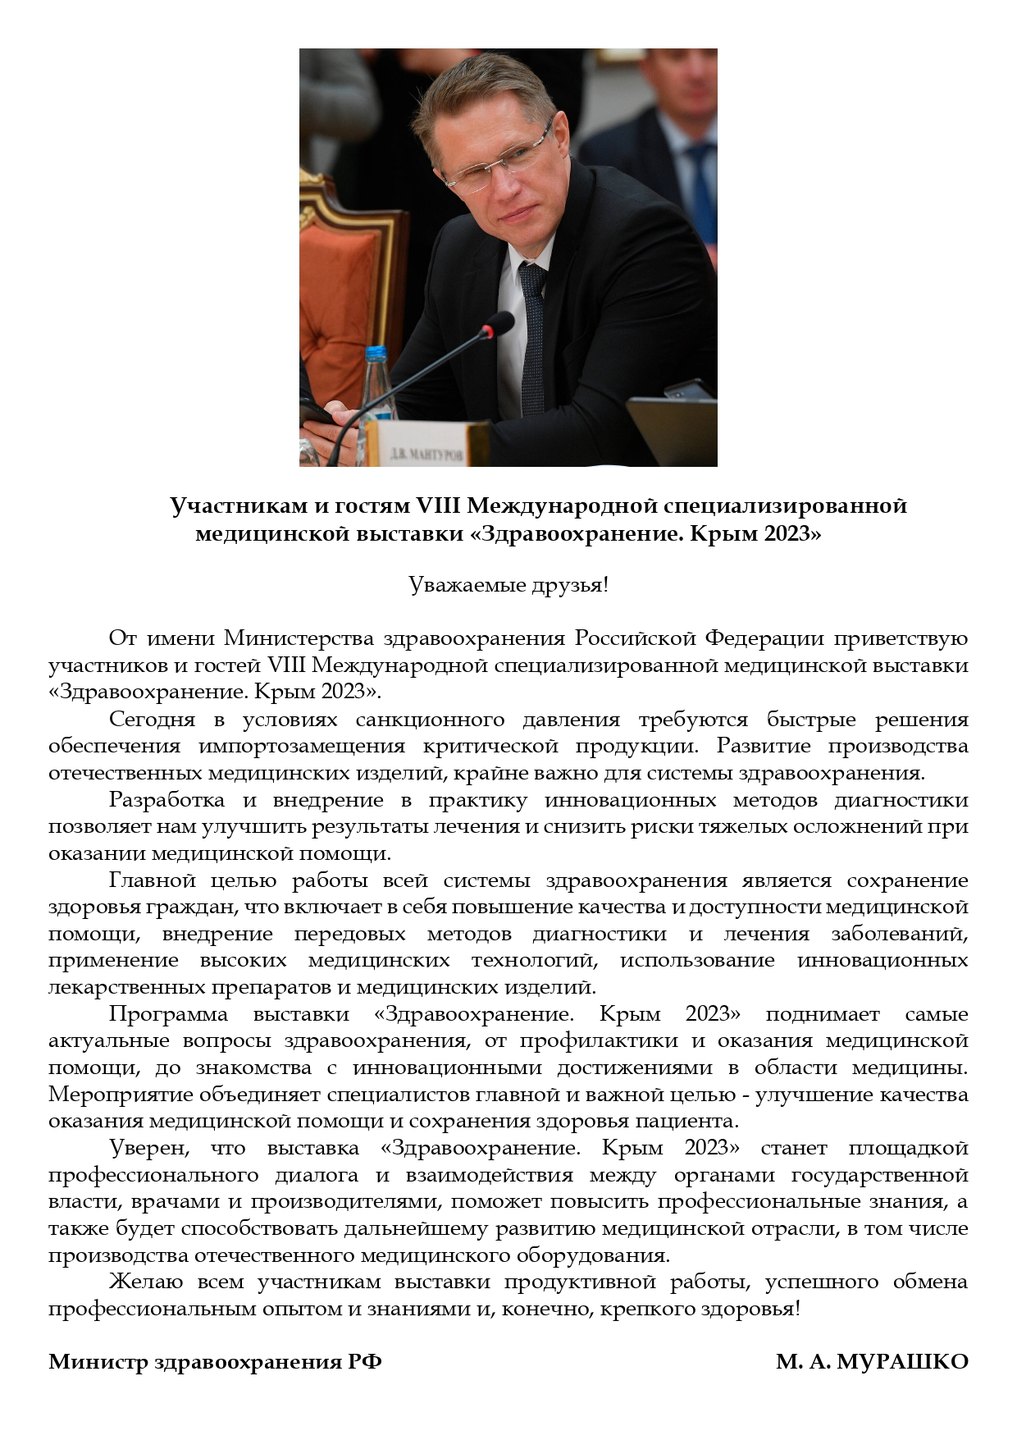 Д.В. МАНТУРОВ
Участникам и гостям VIII Международной специализированной
медицинской выставки «Здравоохранение. Крым 2023»
Уважаемые друзья!
От имени Министерства здравоохранения Российской Федерации приветствую
участников и гостей VIII Международной специализированной медицинской выставки
«Здравоохранение. Крым 2023».
Сегодня в условиях санкционного давления требуются быстрые решения
обеспечения импортозамещения критической продукции. Развитие производства
отечественных медицинских изделий, крайне важно для системы здравоохранения.
Разработка и внедрение в практику инновационных методов диагностики
позволяет нам улучшить результаты лечения и снизить риски тяжелых осложнений при
оказании медицинской помощи.
Главной целью работы всей системы здравоохранения является сохранение
здоровья граждан, что включает в себя повышение качества и доступности медицинской
помощи, внедрение передовых методов диагностики и лечения заболеваний,
применение высоких медицинских технологий, использование инновационных
лекарственных препаратов и медицинских изделий.
Программа выставки «Здравоохранение. Крым 2023» поднимает самые
актуальные вопросы здравоохранения, от профилактики и оказания медицинской
помощи, до знакомства с инновационными достижениями в области медицины.
Мероприятие объединяет специалистов главной и важной целью - улучшение качества
оказания медицинской помощи и сохранения здоровья пациента.
Уверен, что выставка «Здравоохранение. Крым 2023» станет площадкой
профессионального диалога и взаимодействия между органами государственной
власти, врачами и производителями, поможет повысить профессиональные знания, а
также будет способствовать дальнейшему развитию медицинской отрасли, в том числе
производства отечественного медицинского оборудования.
Желаю всем участникам выставки продуктивной работы, успешного обмена
профессиональным опытом и знаниями и, конечно, крепкого здоровья!
Министр здравоохранения РФ М. А. МУРАШКО